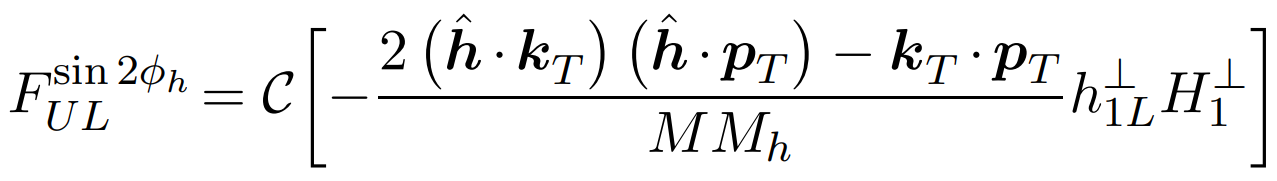 $F_{UL}^{\sin 2\phi_h} = \mathcal{C}\left[-\frac{2\left(\hat{\boldsymbol{h}}\cdot\boldsymbol{k}_T\right)\left(\hat{\boldsymbol{h}}\cdot\boldsymbol{p}_T\right)-\boldsymbol{k}_T\cdot\boldsymbol{p}_T}{MM_h}h_{1L}^{\perp}H_1^{\perp}\right]$